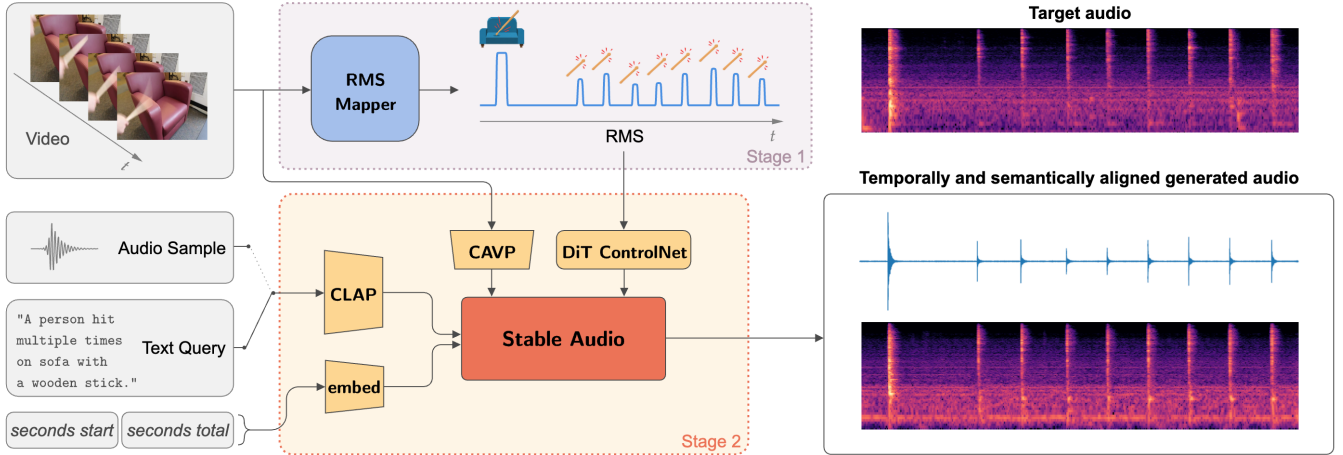 Video
t
RMS
Mapper
RMS
t
Stage 1
Target audio
Temporally and semantically aligned generated audio
Audio Sample
"A person hit
multiple times
on sofa with
a wooden stick."
Text Query
seconds start
seconds total
CLAP
embed
CAVP
DiT ControlNet
Stable Audio
Stage 2